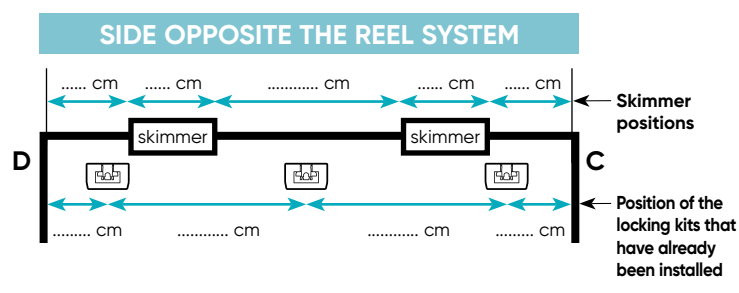 SIDE OPPOSITE THE REEL SYSTEM
...... cm ...... cm ............ cm ...... cm ...... cm
Skimmer
positions
skimmer skimmer
D C
Position of the
locking kits that
have already
been installed
.......... cm ............ cm ............ cm .......... cm